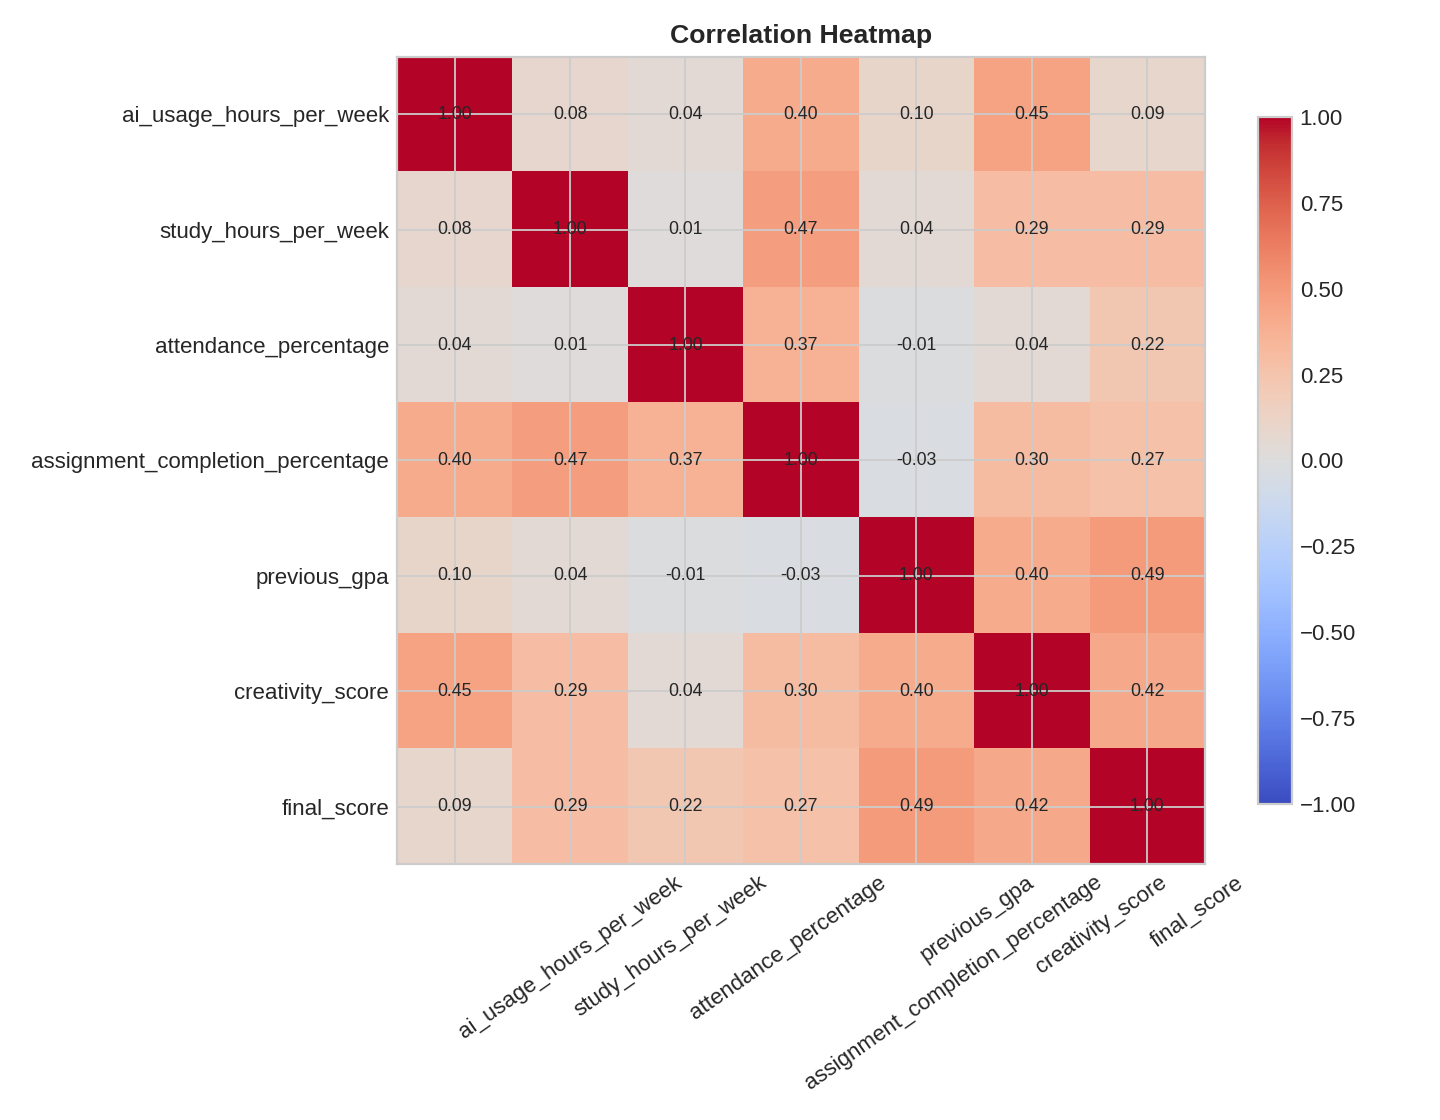 Correlation Heatmap
ai_usage_hours_per_week 1.00 0.08 0.04 0.40 0.10 0.45 0.09
study_hours_per_week 0.08 1.00 0.01 0.47 0.04 0.29 0.29
attendance_percentage 0.04 0.01 1.00 0.37 -0.01 0.04 0.22
assignment_completion_percentage 0.40 0.47 0.37 1.00 -0.03 0.30 0.27
previous_gpa 0.10 0.04 -0.01 -0.03 1.00 0.40 0.49
creativity_score 0.45 0.29 0.04 0.30 0.40 1.00 0.42
final_score 0.09 0.29 0.22 0.27 0.49 0.42 1.00
ai_usage_hours_per_week
study_hours_per_week
attendance_percentage
assignment_completion_percentage
previous_gpa
creativity_score
final_score
1.00
0.75
0.50
0.25
0.00
−0.25
−0.50
−0.75
−1.00